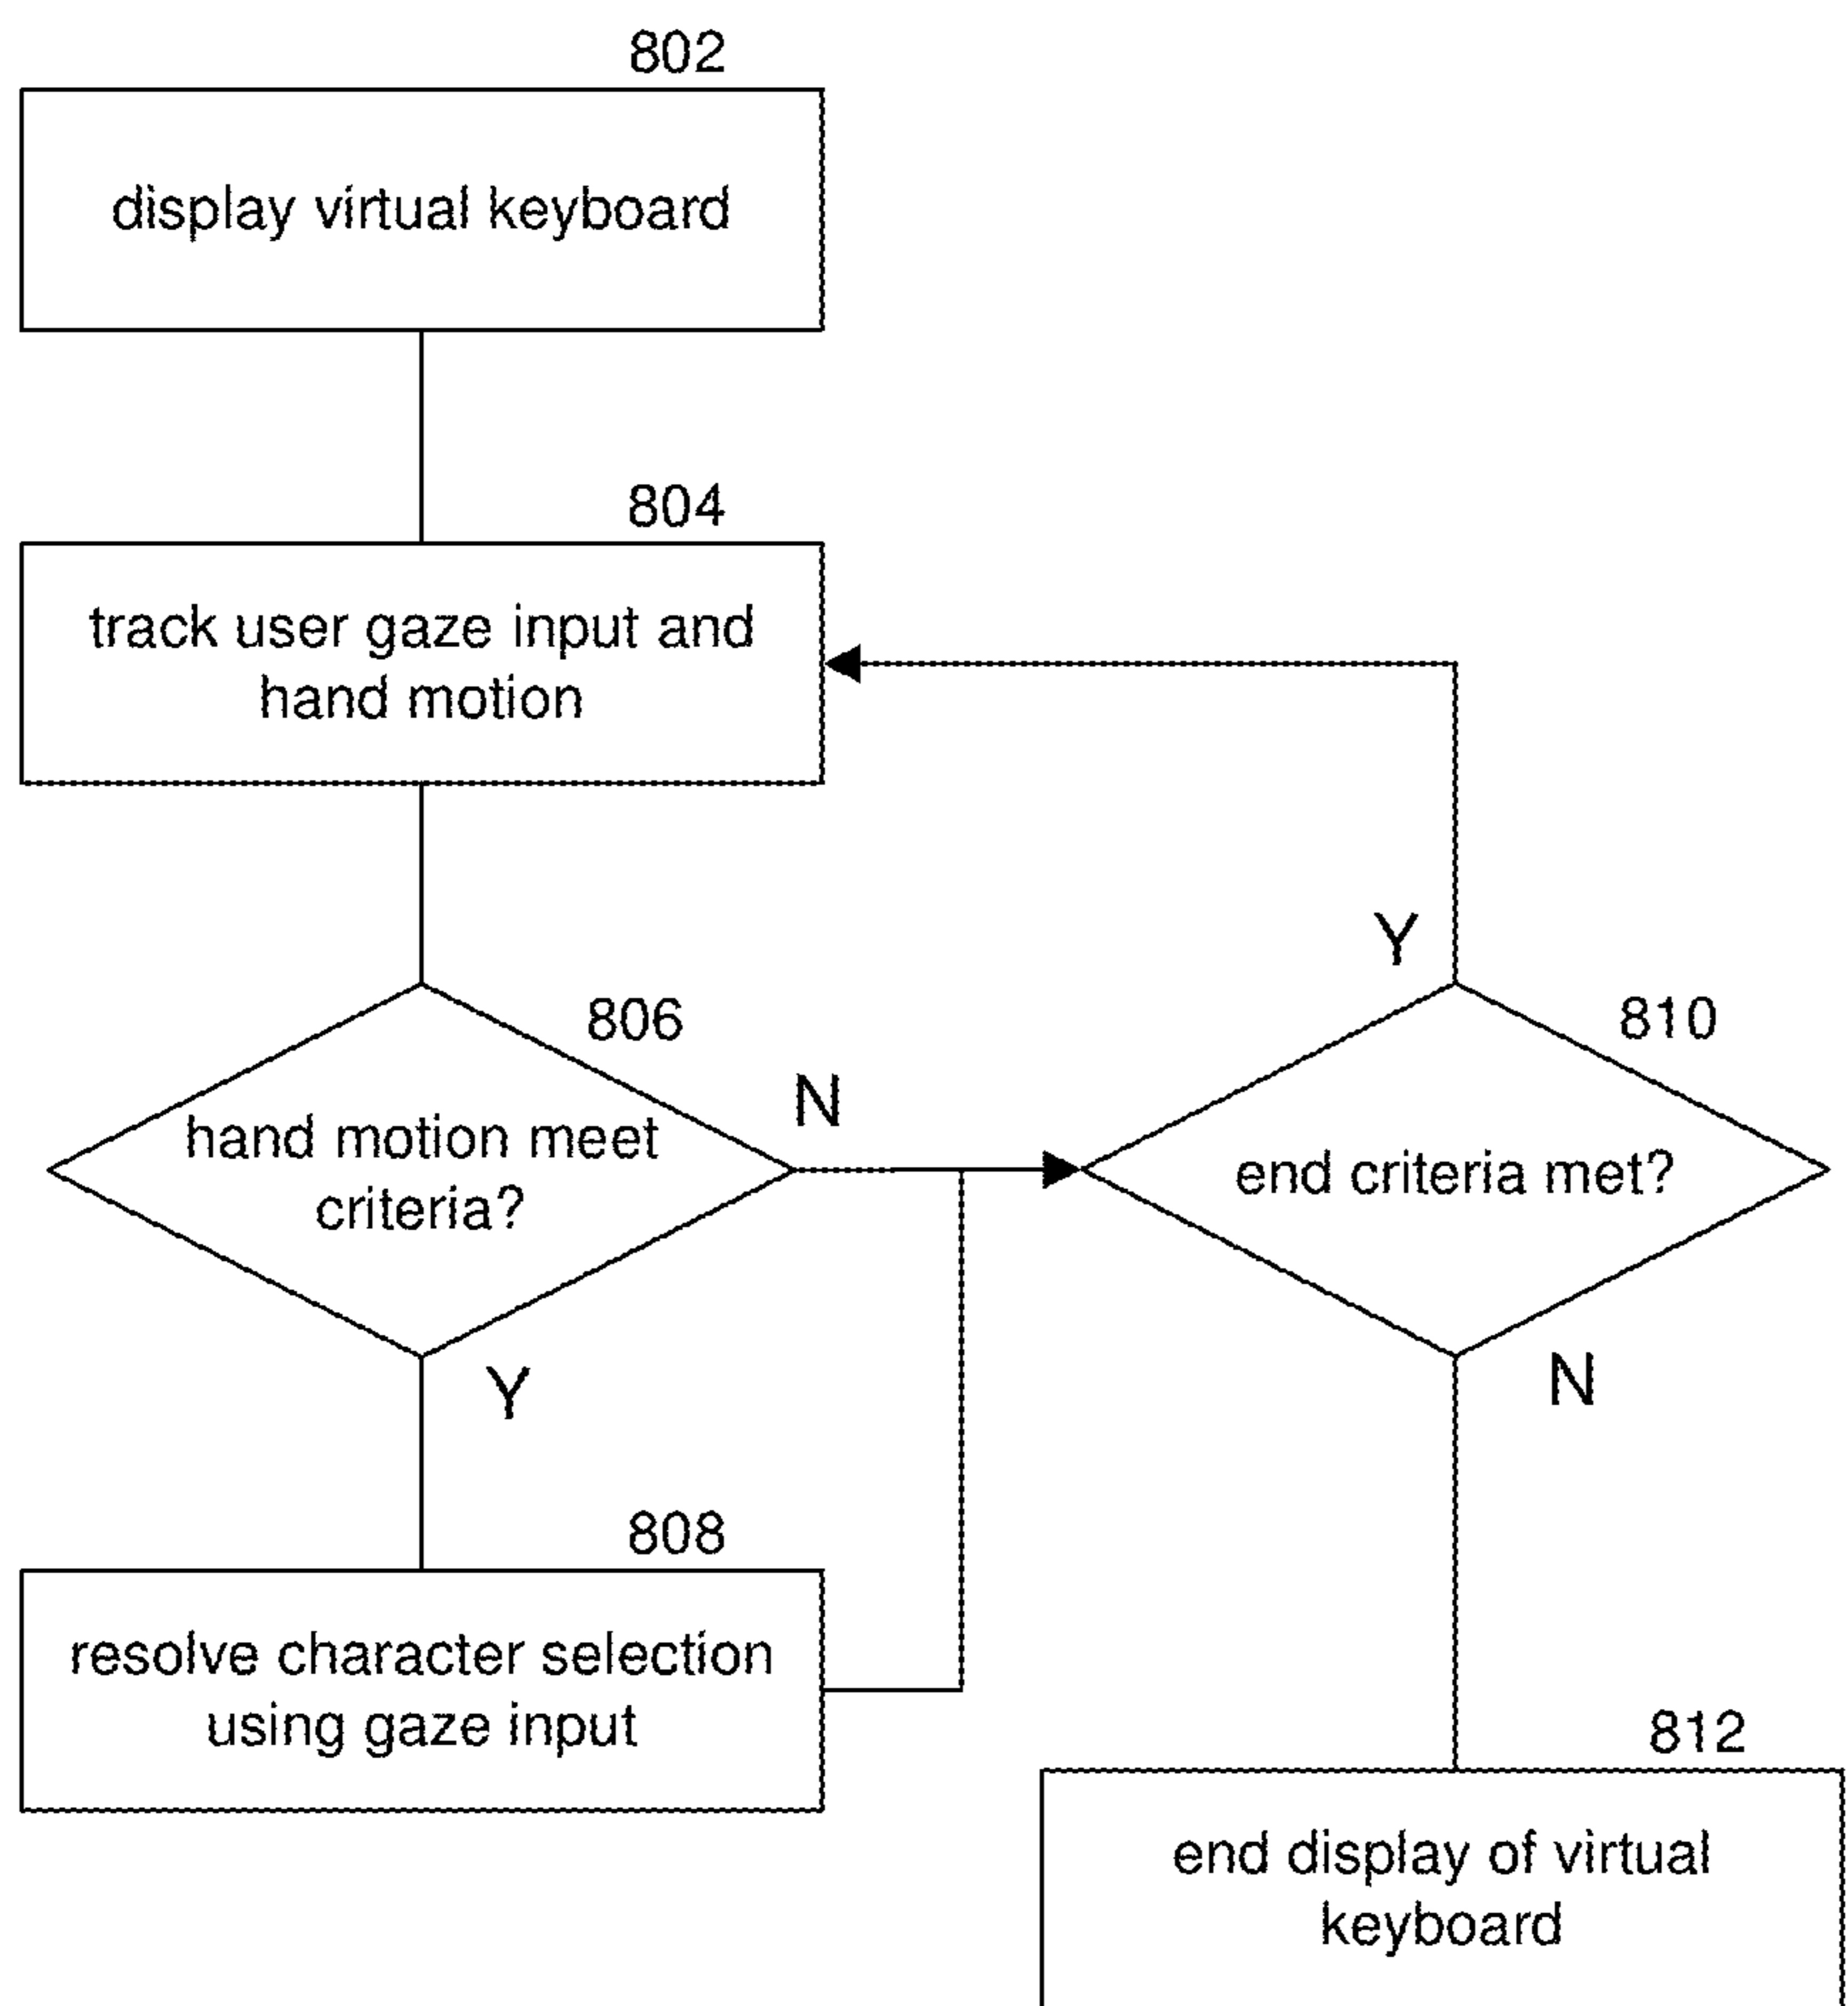 802
display virtual keyboard
804
track user gaze input and
hand motion
806
hand motion meet
criteria?
N
Y
810
end criteria met?
Y
N
808
resolve character selection
using gaze input
812
end display of virtual
keyboard